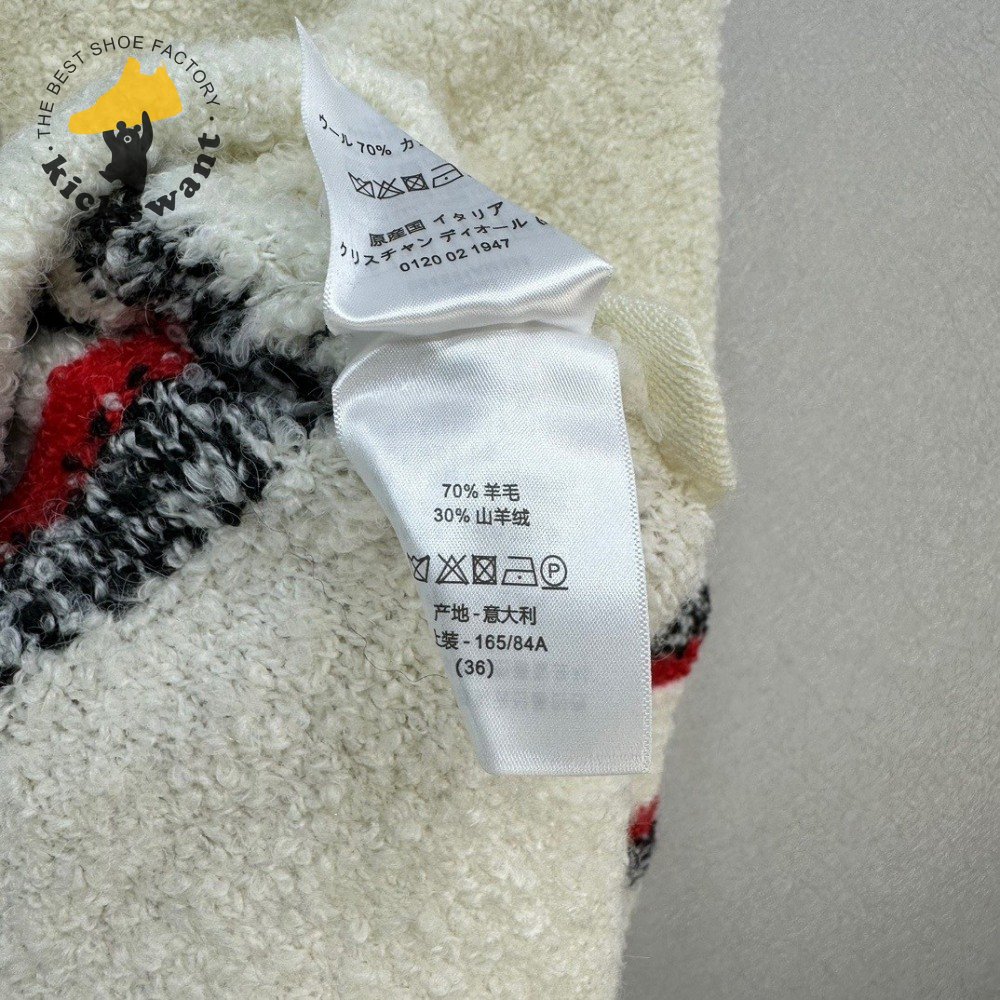 THE BEST SHOE FACTORY
kickswant
ウール 70% カ
原産国 イタリア
クリスチャン ディオール
0120 02 1947
70% 羊毛
30% 山羊绒
P
产地 - 意大利
装 - 165/84A
(36)